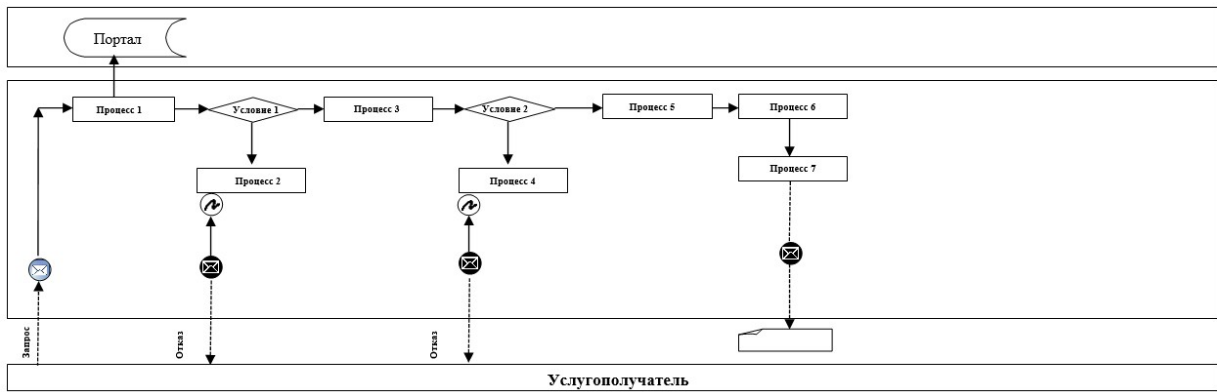 Портал
Процесс 1
Условие 1
Процесс 3
Условие 2
Процесс 5
Процесс 6
Процесс 2
Процесс 4
Процесс 7
Запрос
Отказ
Отказ
Услугополучатель